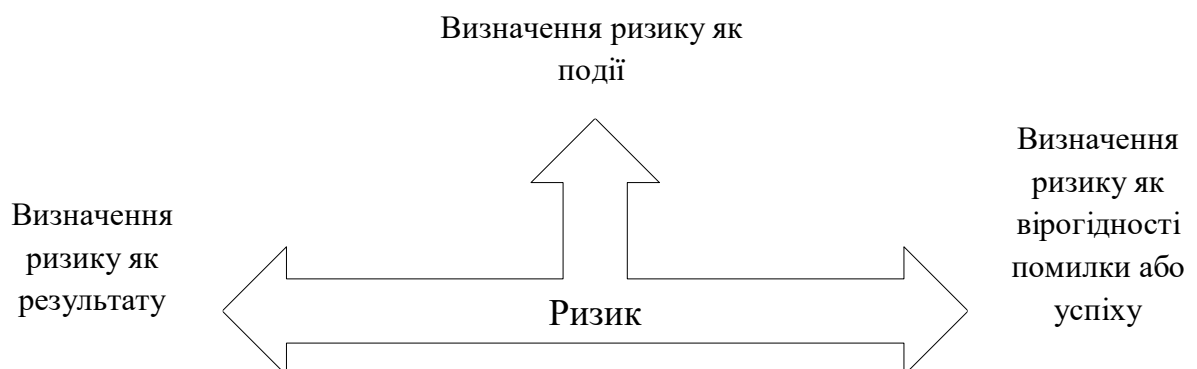 Визначення ризику як
події
Визначення
ризику як
результату
Ризик
Визначення
ризику як
вірогідності
помилки або
успіху